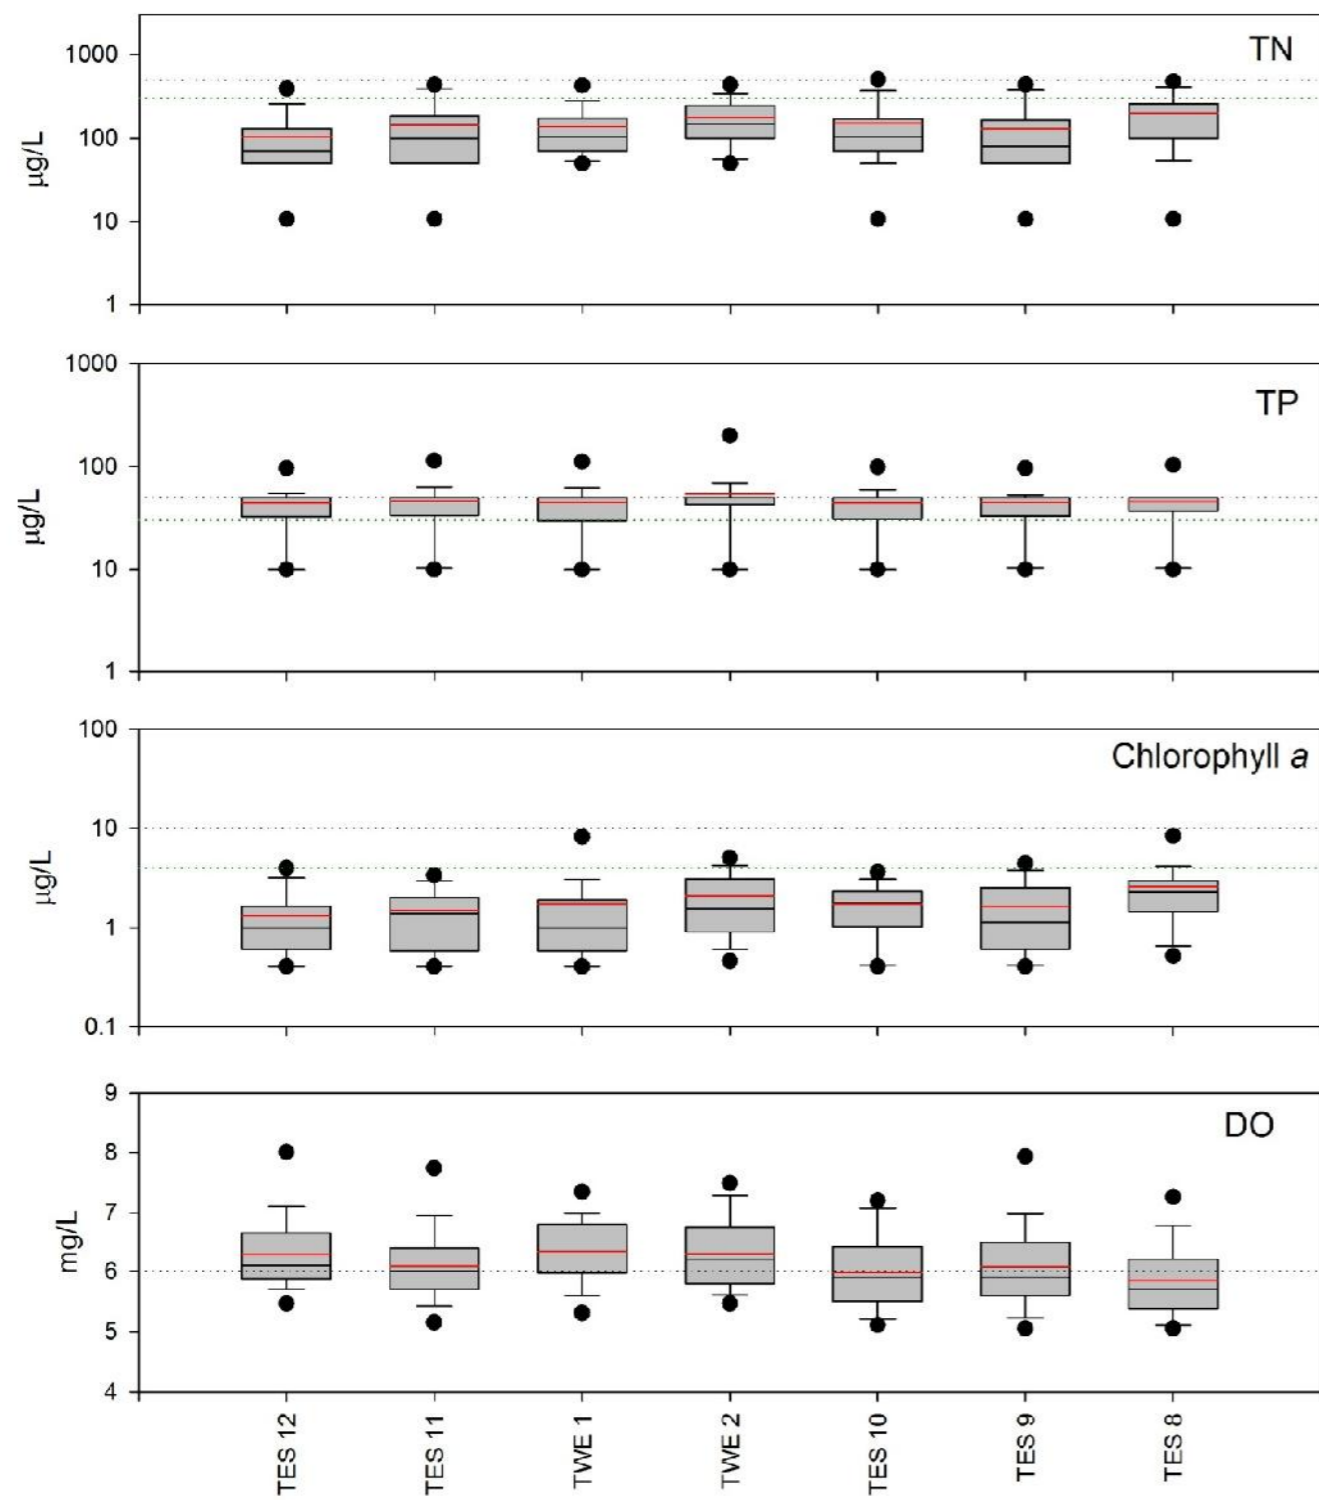 TN
1000
100
10
1
µg/L
TP
1000
100
10
1
µg/L
Chlorophyll a
100
10
1
0.1
µg/L
DO
9
8
7
6
5
4
mg/L
TES 12
TES 11
TWE 1
TWE 2
TES 10
TES 9
TES 8